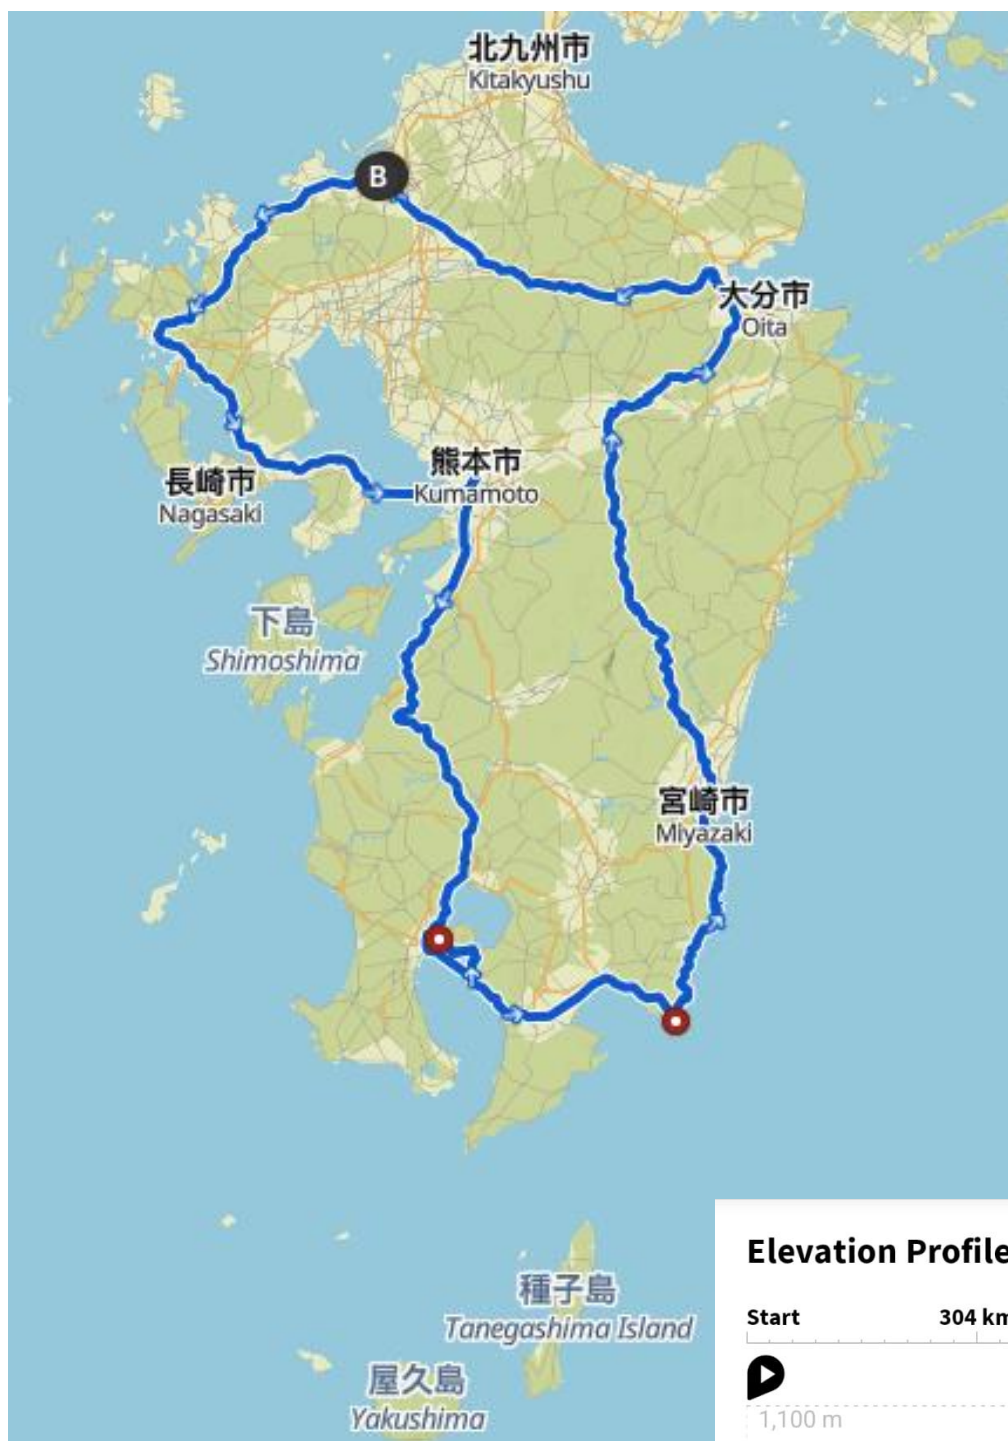 北九州市
Kitakyushu
B
大分市
Oita
熊本市
Kumamoto
長崎市
Nagasaki
下島
Shimoshima
宮崎市
Miyazaki
種子島
Tanegashima Island
屋久島
Yakushima
Elevation Profile
Start 304 km
1,100 m